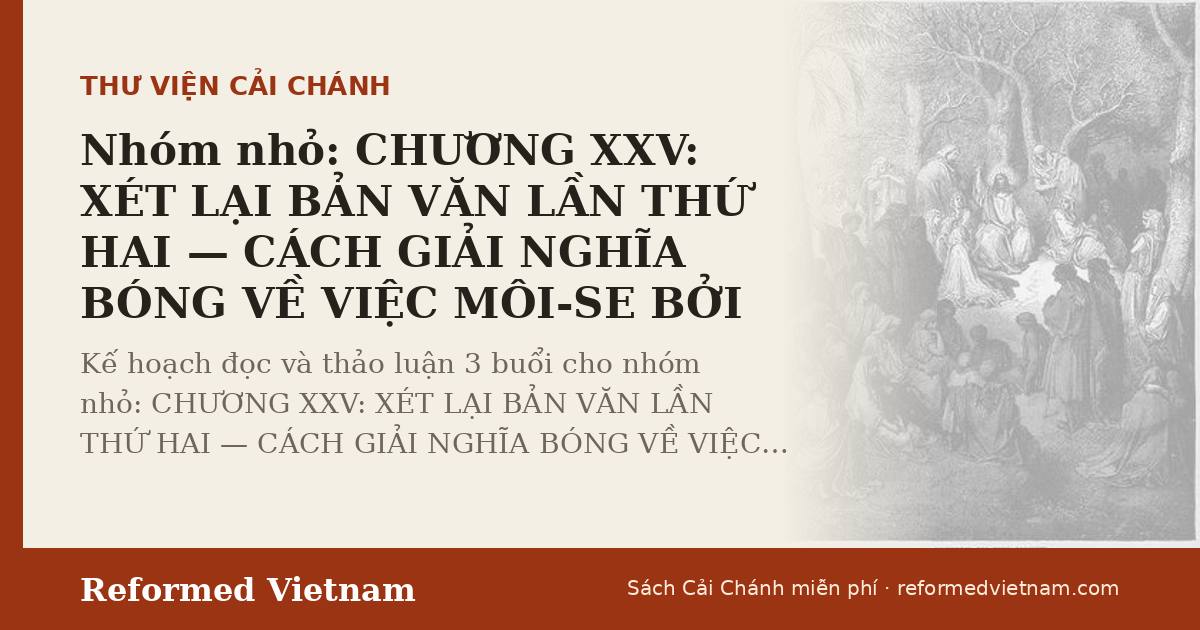 THƯ VIỆN CẢI CHÁNH
Nhóm nhỏ: CHƯƠNG XXV:
XÉT LẠI BẢN VĂN LẦN THỨ
HAI — CÁCH GIẢI NGHĨA
BÓNG VỀ VIỆC MÔI-SE BỞI
Kế hoạch đọc và thảo luận 3 buổi cho nhóm
nhỏ: CHƯƠNG XXV: XÉT LẠI BẢN VĂN LẦN
THỨ HAI — CÁCH GIẢI NGHĨA BÓNG VỀ VIỆC...
Reformed Vietnam
Sách Cải Chánh miễn phí · reformedvietnam.com